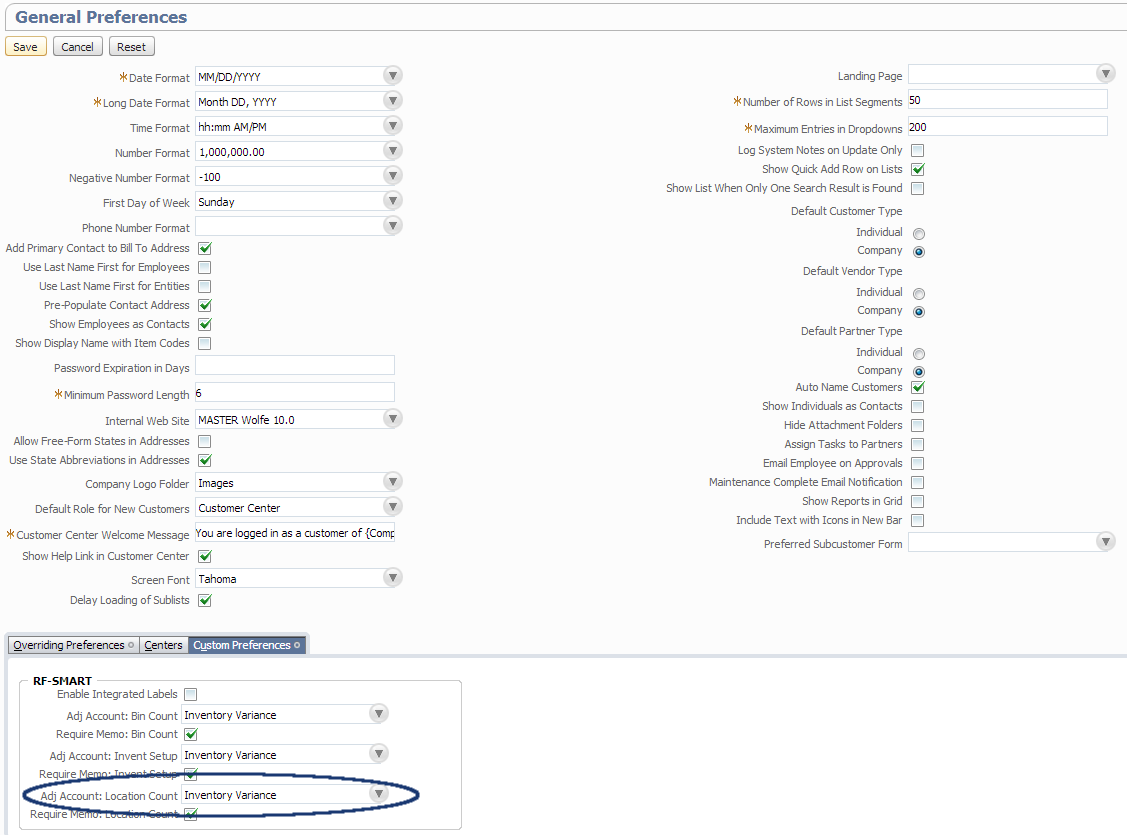 General Preferences
Save Cancel Reset
*Date Format MM/DD/YYYY
*Long Date Format Month DD, YYYY
Time Format hh:mm AM/PM
Number Format 1,000,000.00
Negative Number Format -100
First Day of Week Sunday
Phone Number Format
Add Primary Contact to Bill To Address
Use Last Name First for Employees
Use Last Name First for Entities
Pre-Populate Contact Address
Show Employees as Contacts
Show Display Name with Item Codes
Password Expiration in Days
*Minimum Password Length 6
Internal Web Site MASTER Wolfe 10.0
Allow Free-Form States in Addresses
Use State Abbreviations in Addresses
Company Logo Folder Images
Default Role for New Customers Customer Center
*Customer Center Welcome Message You are logged in as a customer of {Comp
Show Help Link in Customer Center
Screen Font Tahoma
Delay Loading of Sublists
Landing Page
*Number of Rows in List Segments 50
*Maximum Entries in Dropdowns 200
Log System Notes on Update Only
Show Quick Add Row on Lists
Show List When Only One Search Result is Found
Default Customer Type
Individual
Company
Default Vendor Type
Individual
Company
Default Partner Type
Individual
Company
Auto Name Customers
Show Individuals as Contacts
Hide Attachment Folders
Assign Tasks to Partners
Email Employee on Approvals
Maintenance Complete Email Notification
Show Reports in Grid
Include Text with Icons in New Bar
Preferred Subcustomer Form
Overriding Preferences Centers Custom Preferences
RF-SMART
Enable Integrated Labels
Adj Account: Bin Count Inventory Variance
Require Memo: Bin Count
Adj Account: Invent Setup Inventory Variance
Require Memo: Invent Setup
Adj Account: Location Count Inventory Variance
Require Memo: Location Count